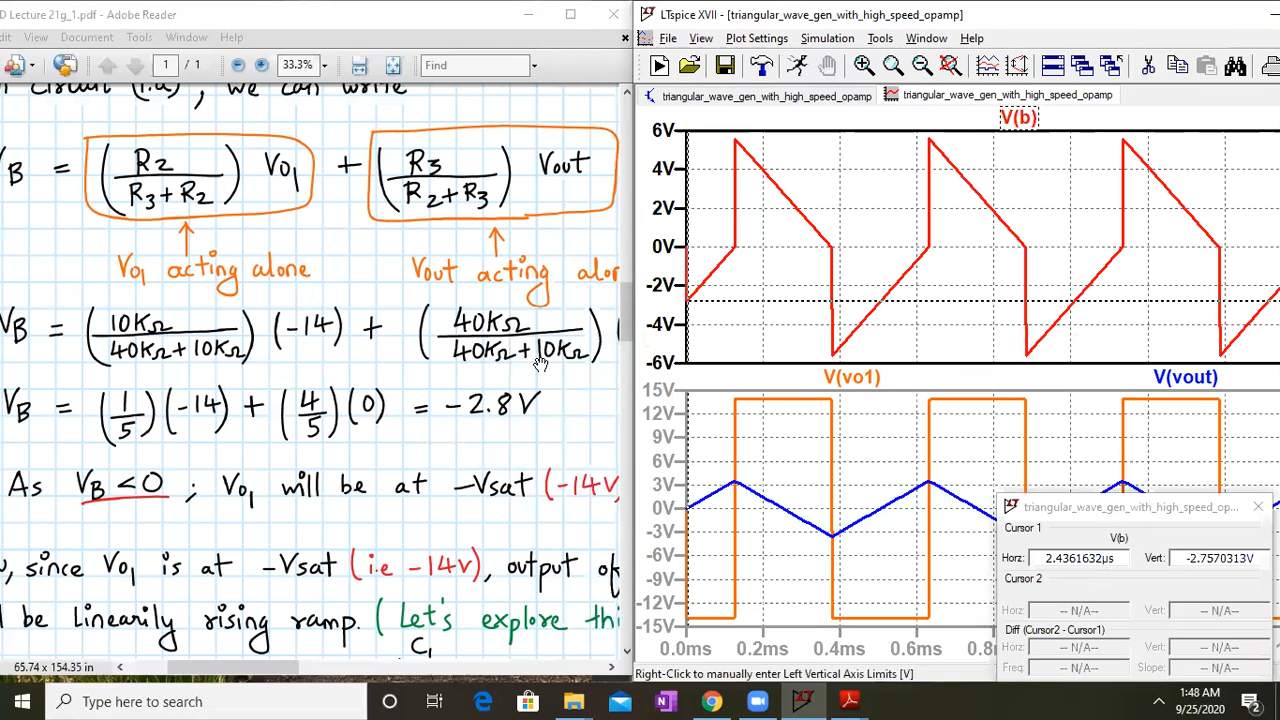 D Lecture 21g_1.pdf - Adobe Reader
View Document Tools Window Help
1 / 1 33.3% Find
circuit (i.e), we can write
B = (R2 / R3+R2) Vo1 + (R3 / R2+R3) Vout
Vo1 acting alone Vout acting
VB = (10KΩ / 40KΩ+10KΩ) (-14) + (40KΩ / 40KΩ+10KΩ)
VB = (1/5)(-14) + (4/5)(0) = -2.8V
As VB<0 ; Vo1 will be at -Vsat (-14V
, since Vo1 is at -Vsat (i.e -14V), output of
be linearily rising ramp. (Let's explore
C1
65.74 x 154.35 in
LTspice XVII - [triangular_wave_gen_with_high_speed_opamp]
File View Plot Settings Simulation Tools Window Help
triangular_wave_gen_with_high_speed_opamp triangular_wave_gen_with_high_speed_opamp
V(b)
6V
4V
2V
0V
-2V
-4V
-6V
V(vo1) V(vout)
15V
12V
9V
6V
3V
0V
-3V
-6V
-9V
-12V
-15V
0.0ms 0.2ms 0.4ms 0.6ms
triangular_wave_gen_with_high_speed_op...
Cursor 1
V(b)
Horz: 2.4361632µs Vert: -2.7570313V
Cursor 2
Horz: -- N/A-- Vert: -- N/A--
Diff (Cursor2 - Cursor1)
Horz: -- N/A-- Vert: -- N/A--
Freq: -- N/A-- Slope: -- N/A--
Right-Click to manually enter Left Vertical Axis Limits [V]
Type here to search
1:48 AM
9/25/2020
2